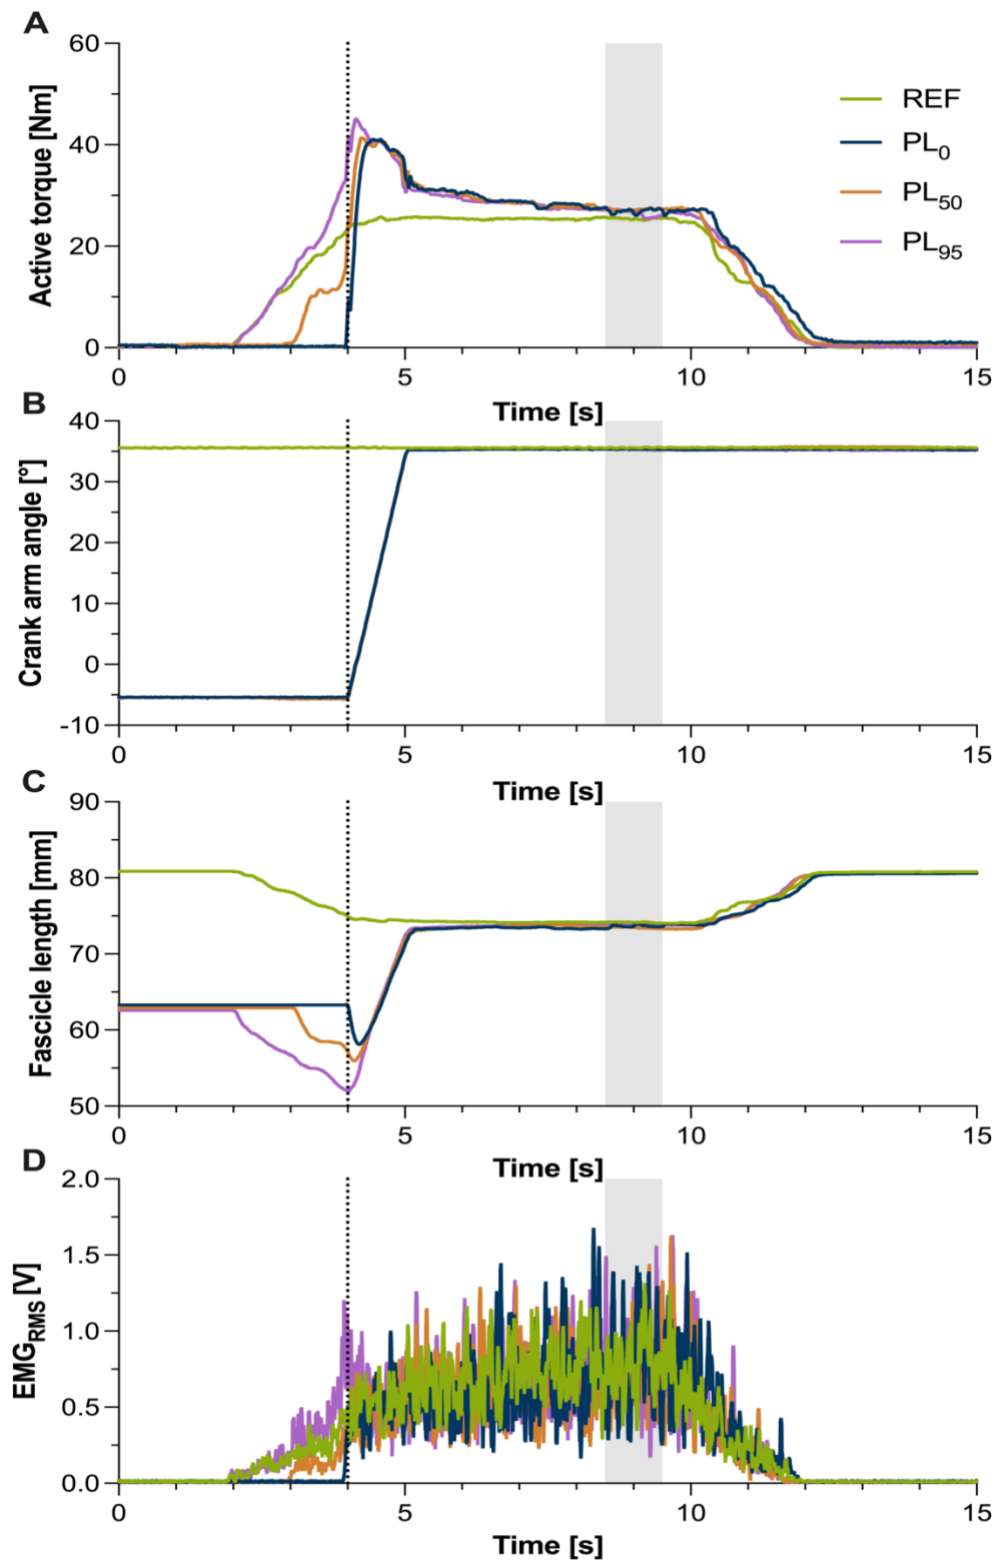 A
Active torque [Nm]
60
40
20
0
0 5 10 15
Time [s]
REF
PL0
PL50
PL95
B
Crank arm angle [°]
40
30
20
10
0
-10
0 5 10 15
Time [s]
C
Fascicle length [mm]
90
80
70
60
50
0 5 10 15
Time [s]
D
EMGRMS [V]
2.0
1.5
1.0
0.5
0.0
0 5 10 15
Time [s]